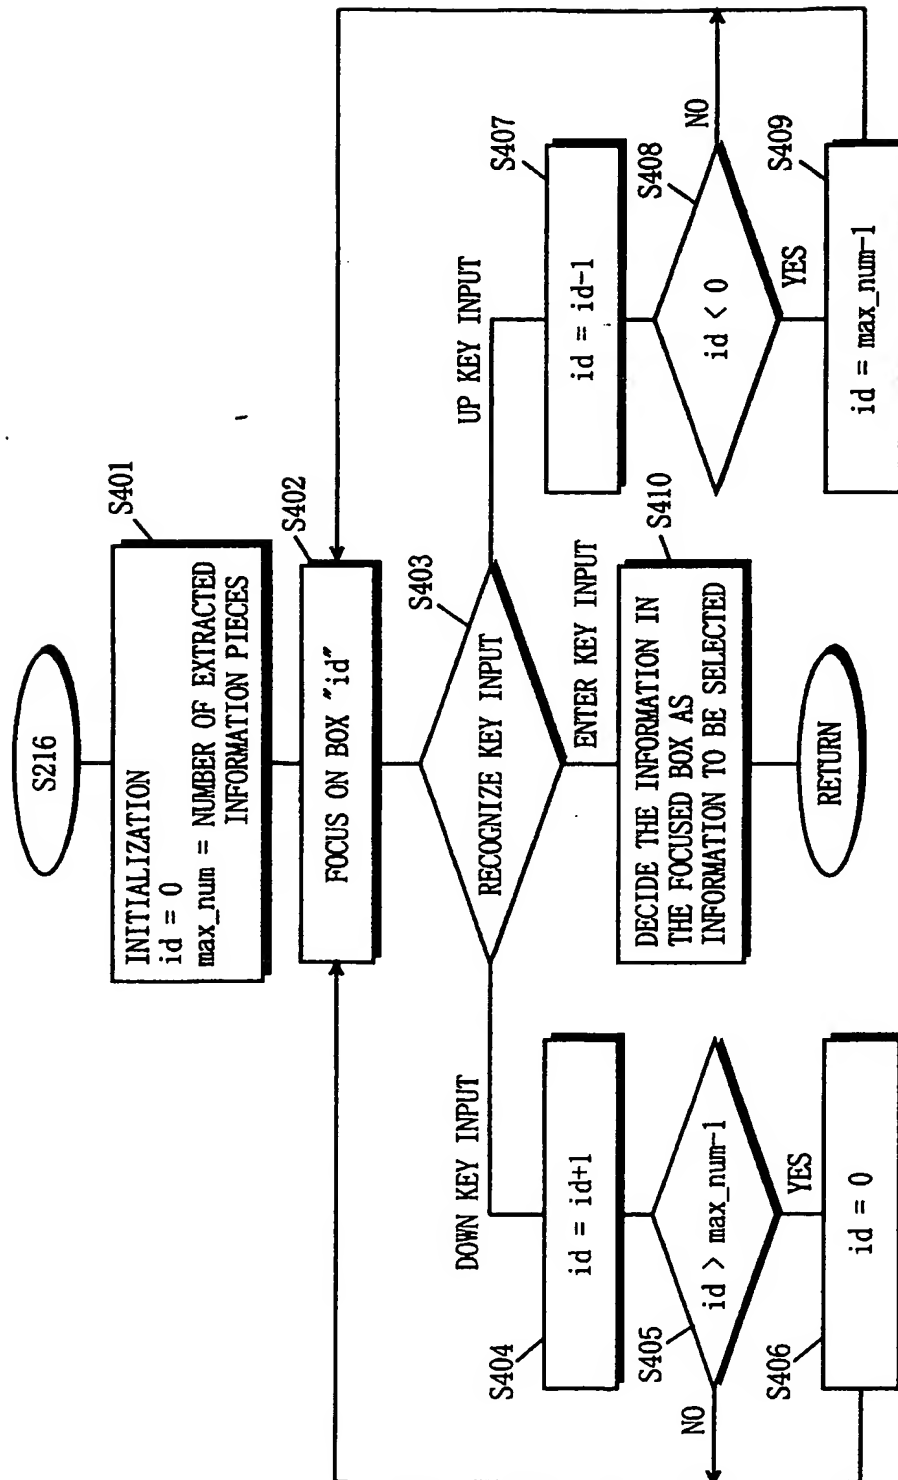 S216
S401
INITIALIZATION
id = 0
max_num = NUMBER OF EXTRACTED
INFORMATION PIECES
S402
FOCUS ON BOX "id"
S403
RECOGNIZE KEY INPUT
DOWN KEY INPUT
UP KEY INPUT
ENTER KEY INPUT
S404
id = id+1
S405
id > max_num-1
NO
YES
S406
id = 0
S407
id = id-1
S408
id < 0
NO
YES
S409
id = max_num-1
S410
DECIDE THE INFORMATION IN
THE FOCUSED BOX AS
INFORMATION TO BE SELECTED
RETURN